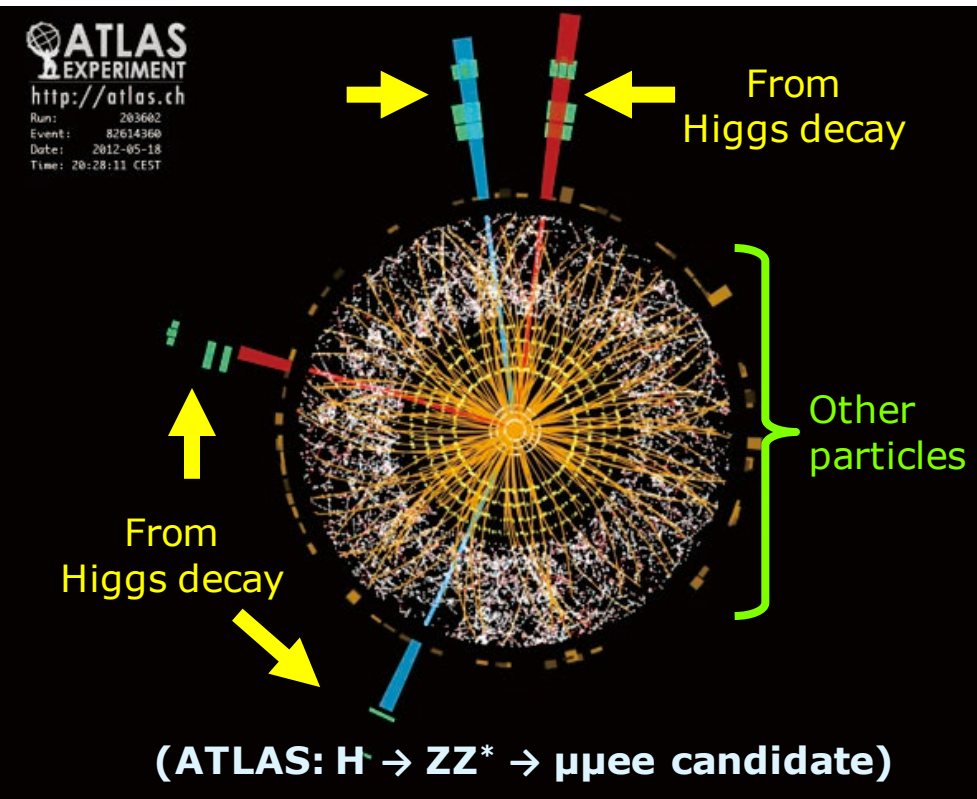 ATLAS
EXPERIMENT
http://atlas.ch
Run: 203602
Event: 82614360
Date: 2012-05-18
Time: 20:28:11 CEST
From
Higgs decay
Other
particles
From
Higgs decay
(ATLAS: H → ZZ* → μμee candidate)